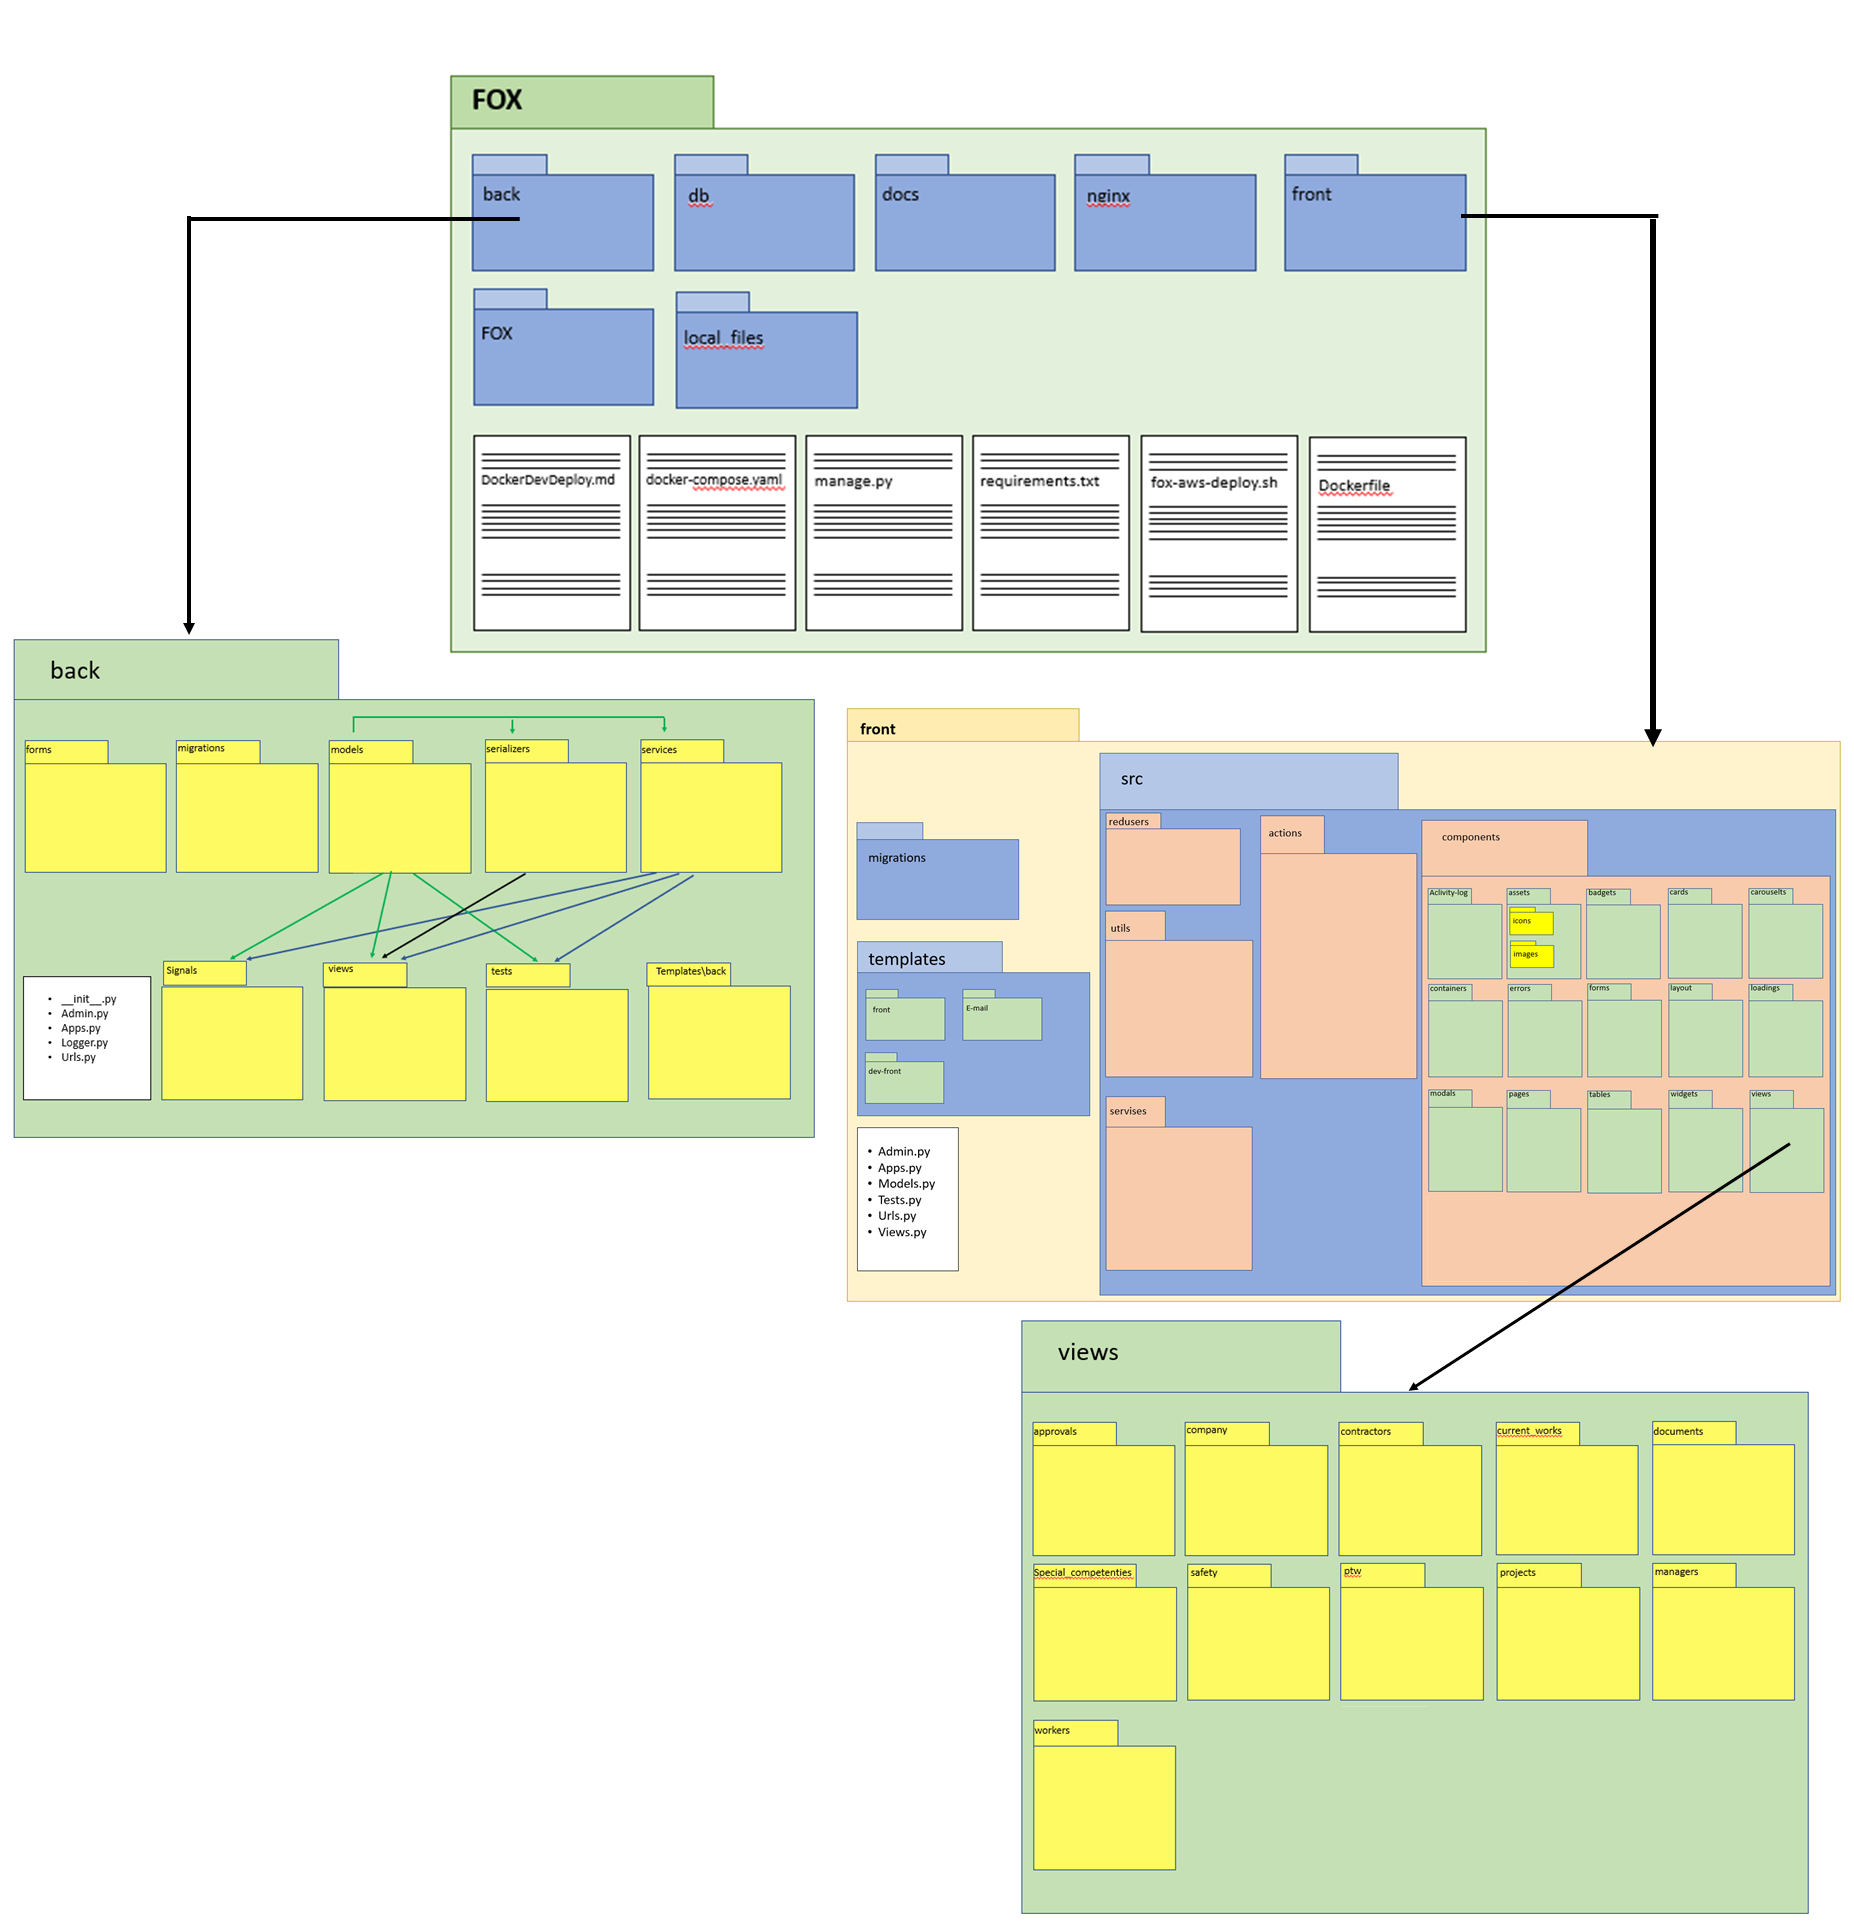 FOX
back
db
docs
nginx
front
FOX
local_files
DockerDevDeploy.md
docker-compose.yaml
manage.py
requirements.txt
fox-aws-deploy.sh
Dockerfile
back
forms
migrations
models
serializers
services
Signals
views
tests
Templates\back
• __init__.py
• Admin.py
• Apps.py
• Logger.py
• Urls.py
front
migrations
templates
front
E-mail
dev-front
• Admin.py
• Apps.py
• Models.py
• Tests.py
• Urls.py
• Views.py
src
redusers
utils
servises
actions
components
Aclivity-log
assets
icons
images
badgets
cards
carouselts
containers
errors
forms
layout
loadings
modals
pages
tables
widgets
views
views
approvals
company
contractors
current_works
documents
Special_competenties
safety
ptw
projects
managers
workers